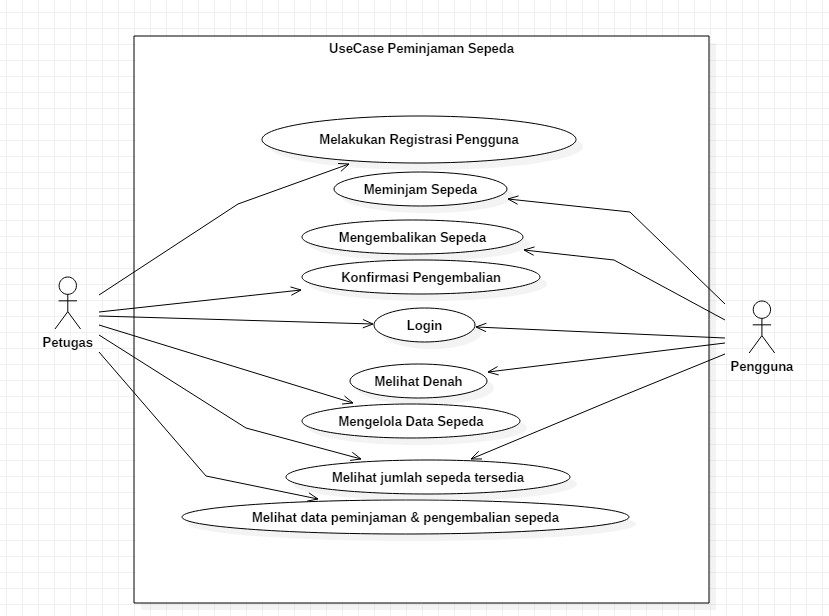 UseCase Peminjaman Sepeda
Melakukan Registrasi Pengguna
Meminjam Sepeda
Mengembalikan Sepeda
Konfirmasi Pengembalian
Login
Petugas
Pengguna
Melihat Denah
Mengelola Data Sepeda
Melihat jumlah sepeda tersedia
Melihat data peminjaman & pengembalian sepeda